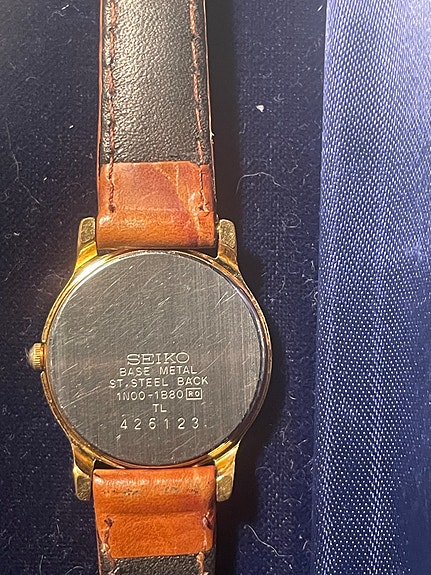 SEIKO
BASE METAL
ST.STEEL BACK
1N00-1B80 R0
TL
426123